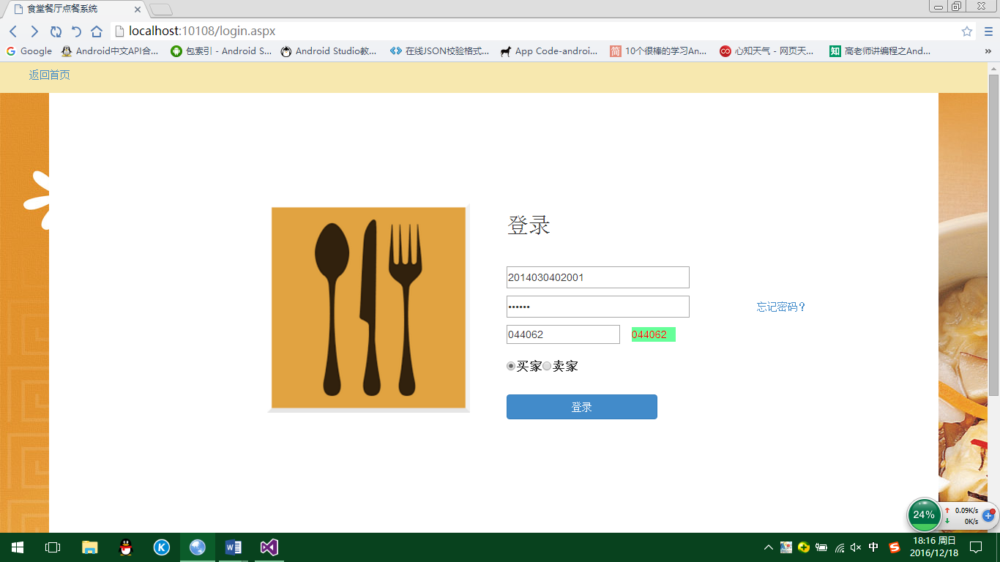 食堂餐厅点餐系统
localhost:10108/login.aspx
Google Android中文API合... 包索引 - Android S... Android Studio教... 在线JSON校验格式... App Code-androi... 简 10个很棒的学习An... 心知天气 - 网页天... 知 高老师讲编程之And... »
返回首页
登录
2014030402001
••••••
忘记密码？
044062 044062
买家 卖家
登录
24% 0.09K/s
0K/s
K W 中 S 18:16 周日
2016/12/18